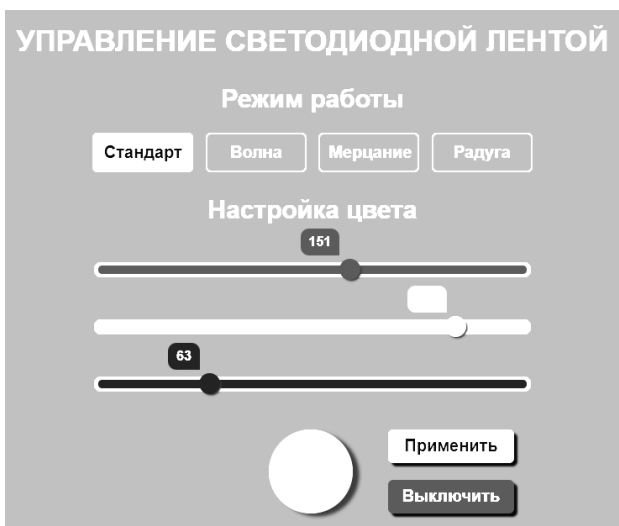 УПРАВЛЕНИЕ СВЕТОДИОДНОЙ ЛЕНТОЙ
Режим работы
Стандарт Волна Мерцание Радуга
Настройка цвета
151
63
Применить
Выключить